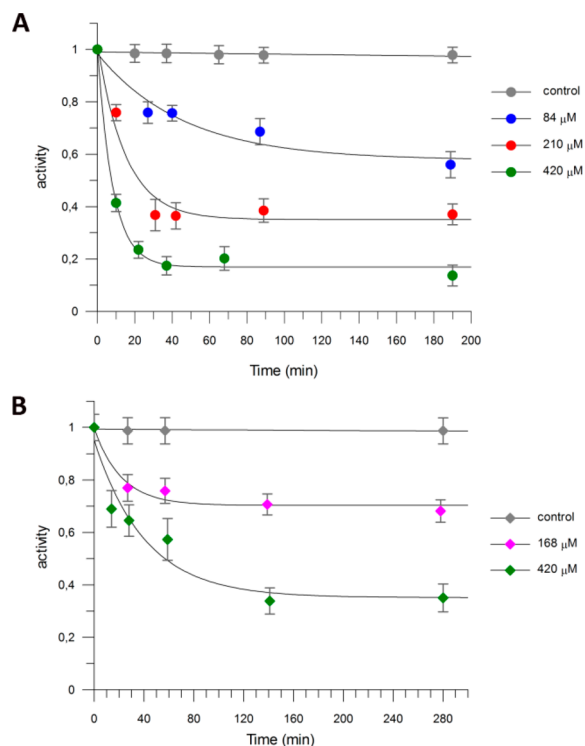 A
1
0,8
0,6
0,4
0,2
0
activity
0 20 40 60 80 100 120 140 160 180 200
Time (min)
control
84 μM
210 μM
420 μM
B
1
0,8
0,6
0,4
0,2
0
activity
0 40 80 120 160 200 240 280
Time (min)
control
168 μM
420 μM